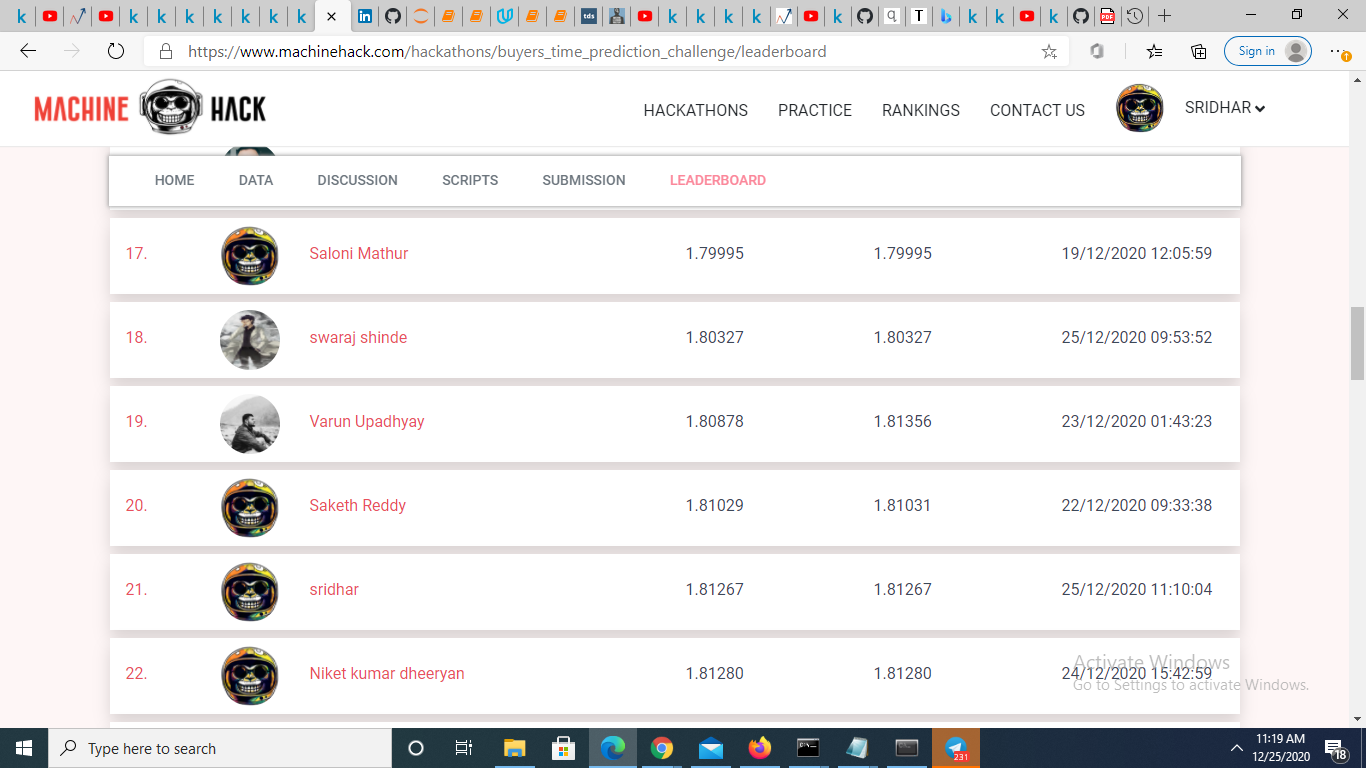 https://www.machinehack.com/hackathons/buyers_time_prediction_challenge/leaderboard
Sign in
MACHINE HACK
HACKATHONS PRACTICE RANKINGS CONTACT US SRIDHAR
HOME DATA DISCUSSION SCRIPTS SUBMISSION LEADERBOARD
17. Saloni Mathur 1.79995 1.79995 19/12/2020 12:05:59
18. swaraj shinde 1.80327 1.80327 25/12/2020 09:53:52
19. Varun Upadhyay 1.80878 1.81356 23/12/2020 01:43:23
20. Saketh Reddy 1.81029 1.81031 22/12/2020 09:33:38
21. sridhar 1.81267 1.81267 25/12/2020 11:10:04
22. Niket kumar dheeryan 1.81280 1.81280 24/12/2020 15:42:59
Activate Windows
Go to Settings to activate Windows.
Type here to search
231
11:19 AM
12/25/2020
18